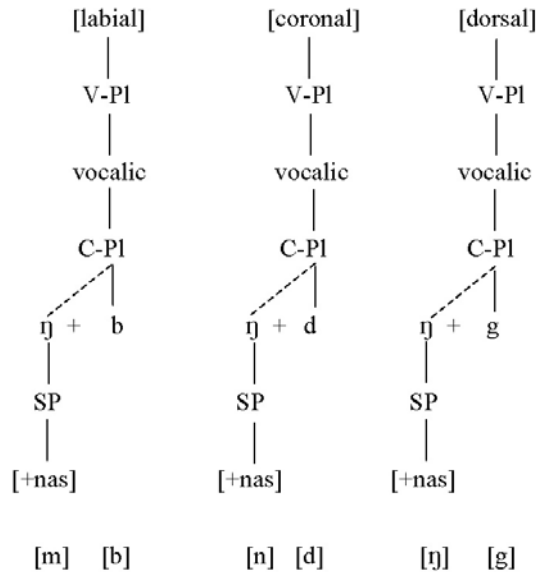 [labial] [coronal] [dorsal]
V-Pl V-Pl V-Pl
vocalic vocalic vocalic
C-Pl C-Pl C-Pl
ŋ + b ŋ + d ŋ + g
SP SP SP
[+nas] [+nas] [+nas]
[m] [b] [n] [d] [ŋ] [g]